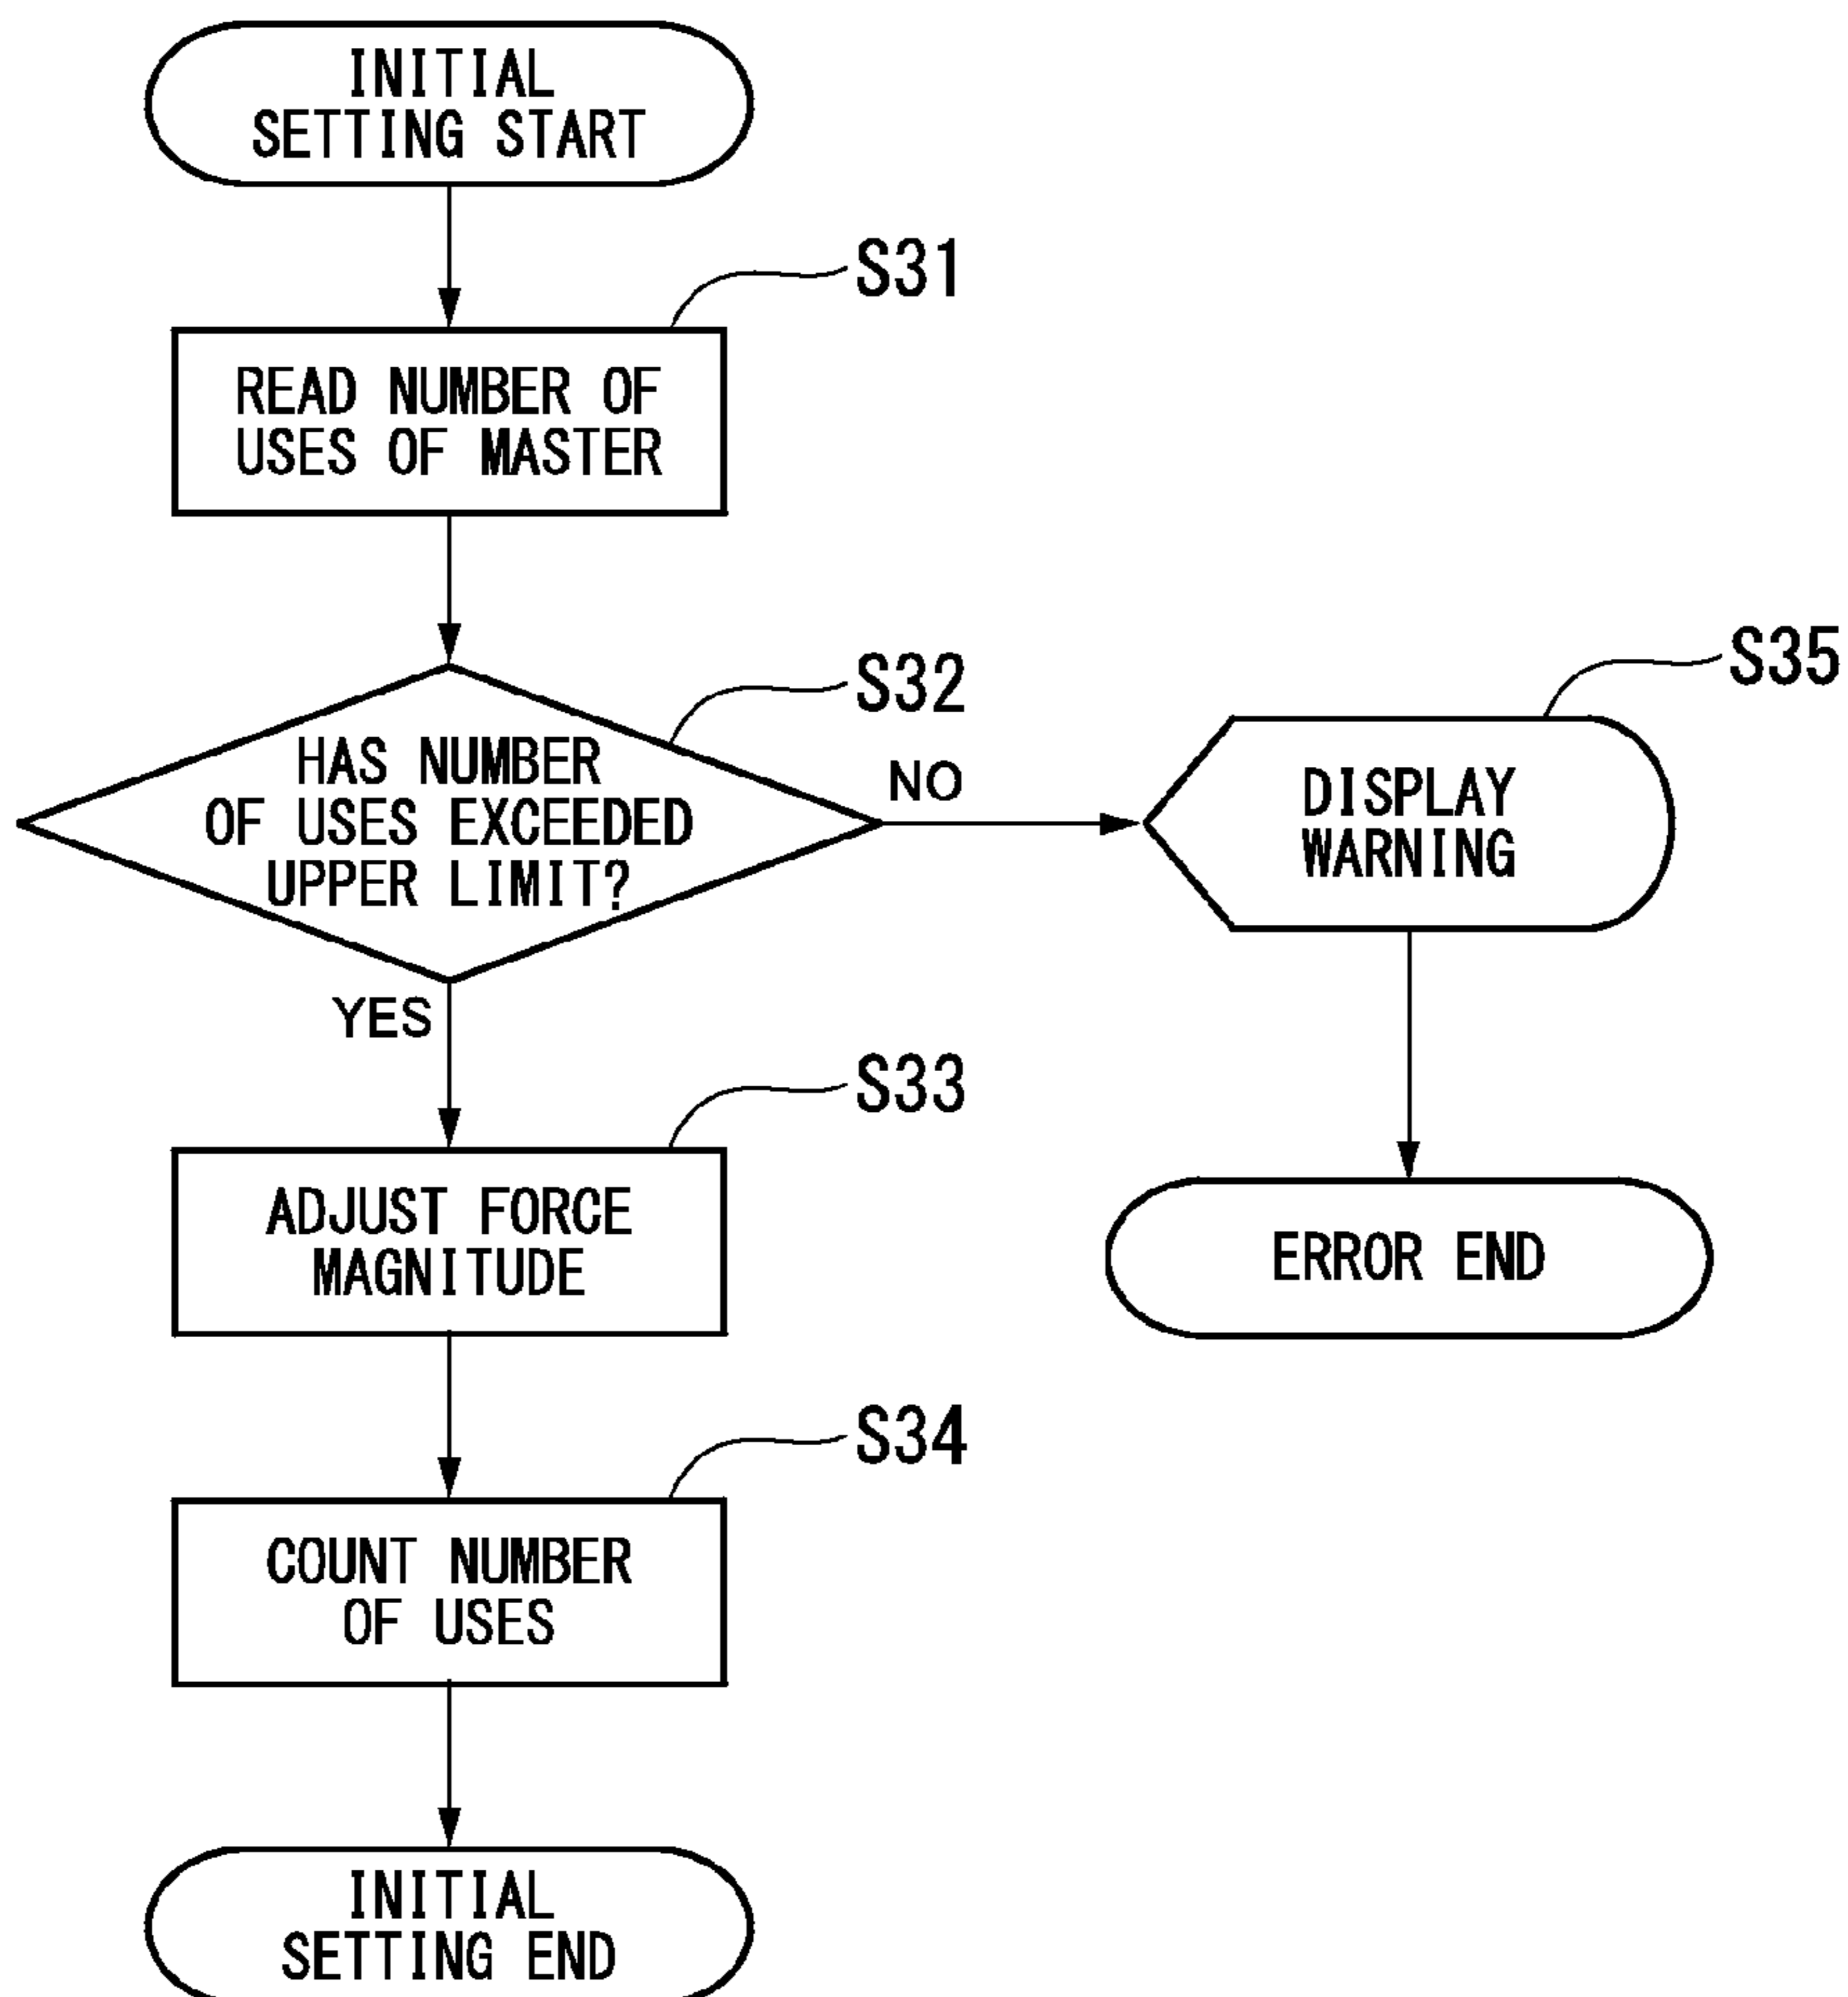 INITIAL
SETTING START
S31
READ NUMBER OF
USES OF MASTER
S32
HAS NUMBER
OF USES EXCEEDED
UPPER LIMIT?
NO
S35
DISPLAY
WARNING
YES
S33
ADJUST FORCE
MAGNITUDE
ERROR END
S34
COUNT NUMBER
OF USES
INITIAL
SETTING END